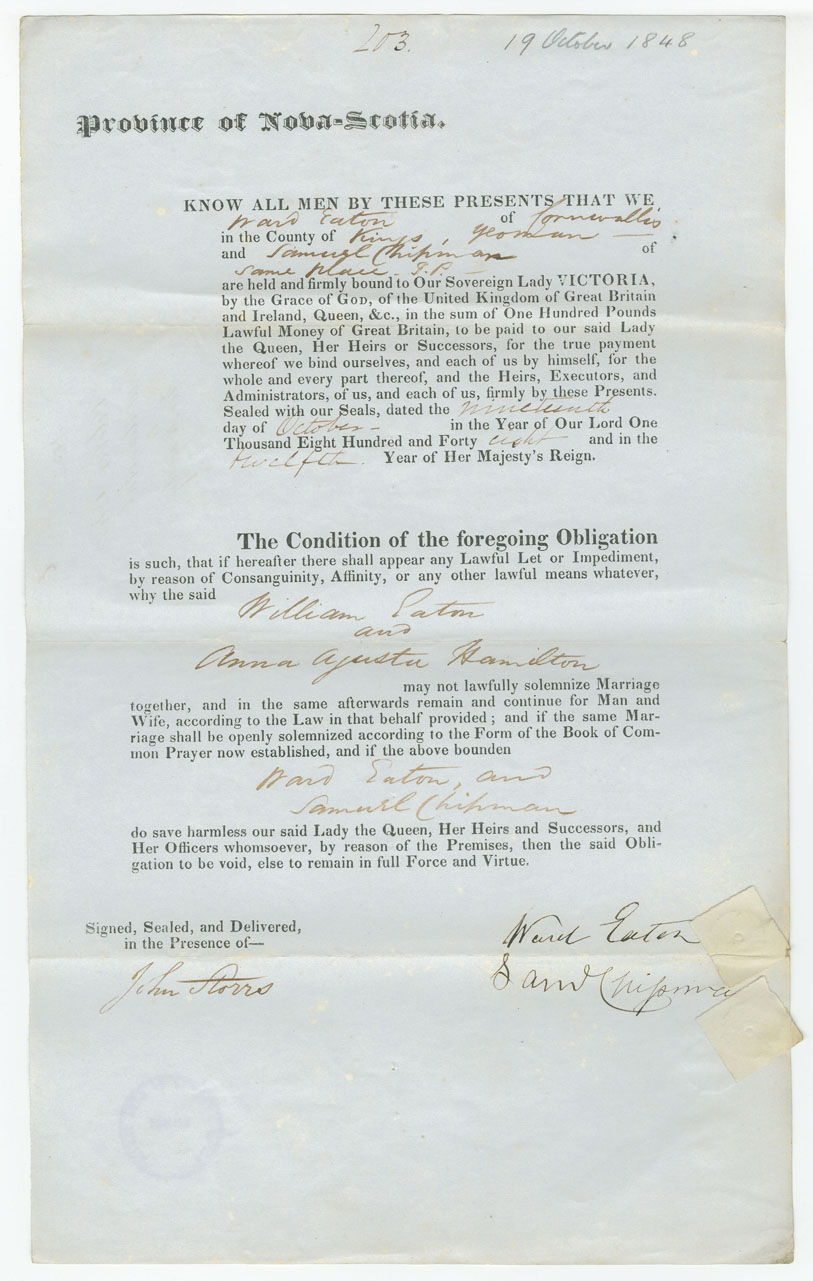 203.
19 October 1848
Province of Nova-Scotia.
KNOW ALL MEN BY THESE PRESENTS THAT WE
Ward Eaton of Cornwallis
in the County of Kings, yeoman —
and Samuel Chipman of
same place - J.P. —
are held and firmly bound to Our Sovereign Lady VICTORIA,
by the Grace of GOD, of the United Kingdom of Great Britain
and Ireland, Queen, &c., in the sum of One Hundred Pounds
Lawful Money of Great Britain, to be paid to our said Lady
the Queen, Her Heirs or Successors, for the true payment
whereof we bind ourselves, and each of us by himself, for the
whole and every part thereof, and the Heirs, Executors, and
Administrators, of us, and each of us, firmly by these Presents.
Sealed with our Seals, dated the nineteenth
day of October - in the Year of Our Lord One
Thousand Eight Hundred and Forty eight and in the
twelfth. Year of Her Majesty's Reign.
The Condition of the foregoing Obligation
is such, that if hereafter there shall appear any Lawful Let or Impediment,
by reason of Consanguinity, Affinity, or any other lawful means whatever,
why the said
William Eaton
and
Anna Agusta Hamilton
may not lawfully solemnize Marriage
together, and in the same afterwards remain and continue for Man and
Wife, according to the Law in that behalf provided; and if the same Mar-
riage shall be openly solemnized according to the Form of the Book of Com-
mon Prayer now established, and if the above bounden
Ward Eaton, and
Samuel Chipman
do save harmless our said Lady the Queen, Her Heirs and Successors, and
Her Officers whomsoever, by reason of the Premises, then the said Obli-
gation to be void, else to remain in full Force and Virtue.
Signed, Sealed, and Delivered,
in the Presence of—
Ward Eaton
John Storrs
Saml Chipman